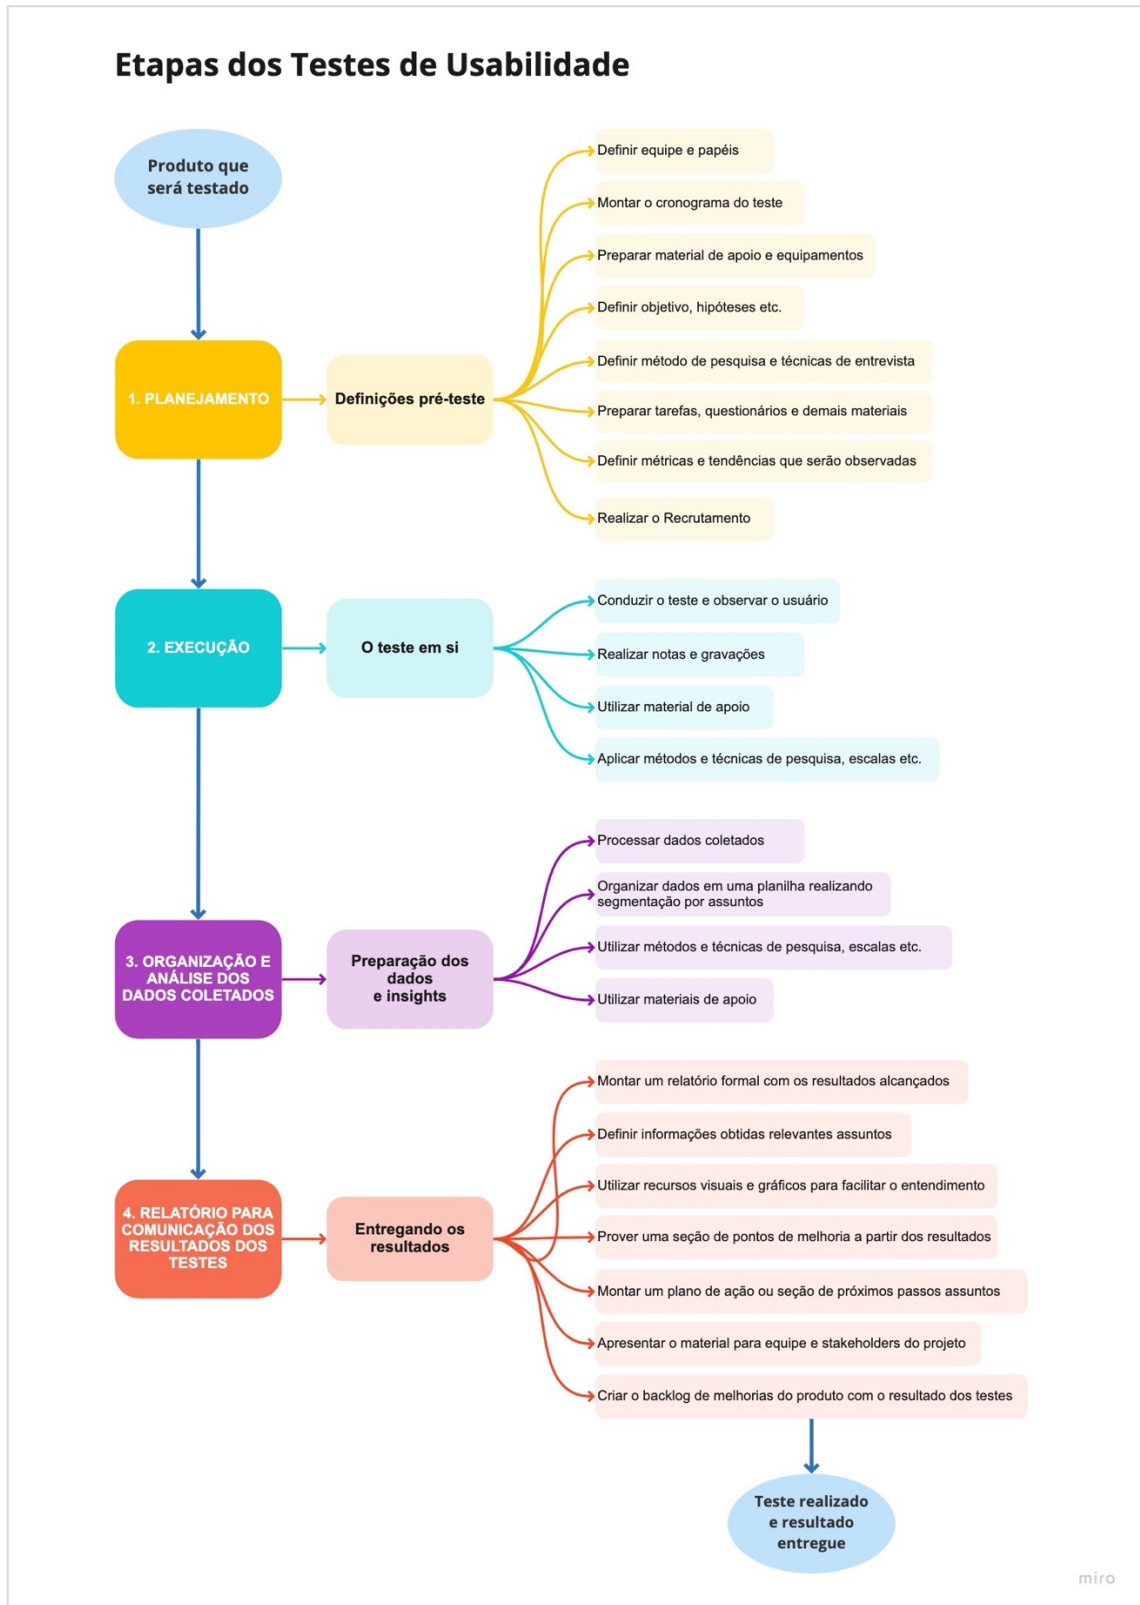 Etapas dos Testes de Usabilidade
Produto que
será testado
1. PLANEJAMENTO
Definições pré-teste
Definir equipe e papéis
Montar o cronograma do teste
Preparar material de apoio e equipamentos
Definir objetivo, hipóteses etc.
Definir método de pesquisa e técnicas de entrevista
Preparar tarefas, questionários e demais materiais
Definir métricas e tendências que serão observadas
Realizar o Recrutamento
2. EXECUÇÃO
O teste em si
Conduzir o teste e observar o usuário
Realizar notas e gravações
Utilizar material de apoio
Aplicar métodos e técnicas de pesquisa, escalas etc.
3. ORGANIZAÇÃO E
ANÁLISE DOS
DADOS COLETADOS
Preparação dos
dados
e insights
Processar dados coletados
Organizar dados em uma planilha realizando
segmentação por assuntos
Utilizar métodos e técnicas de pesquisa, escalas etc.
Utilizar materiais de apoio
4. RELATÓRIO PARA
COMUNICAÇÃO DOS
RESULTADOS DOS
TESTES
Entregando os
resultados
Montar um relatório formal com os resultados alcançados
Definir informações obtidas relevantes assuntos
Utilizar recursos visuais e gráficos para facilitar o entendimento
Prover uma seção de pontos de melhoria a partir dos resultados
Montar um plano de ação ou seção de próximos passos assuntos
Apresentar o material para equipe e stakeholders do projeto
Criar o backlog de melhorias do produto com o resultado dos testes
Teste realizado
e resultado
entregue
miro